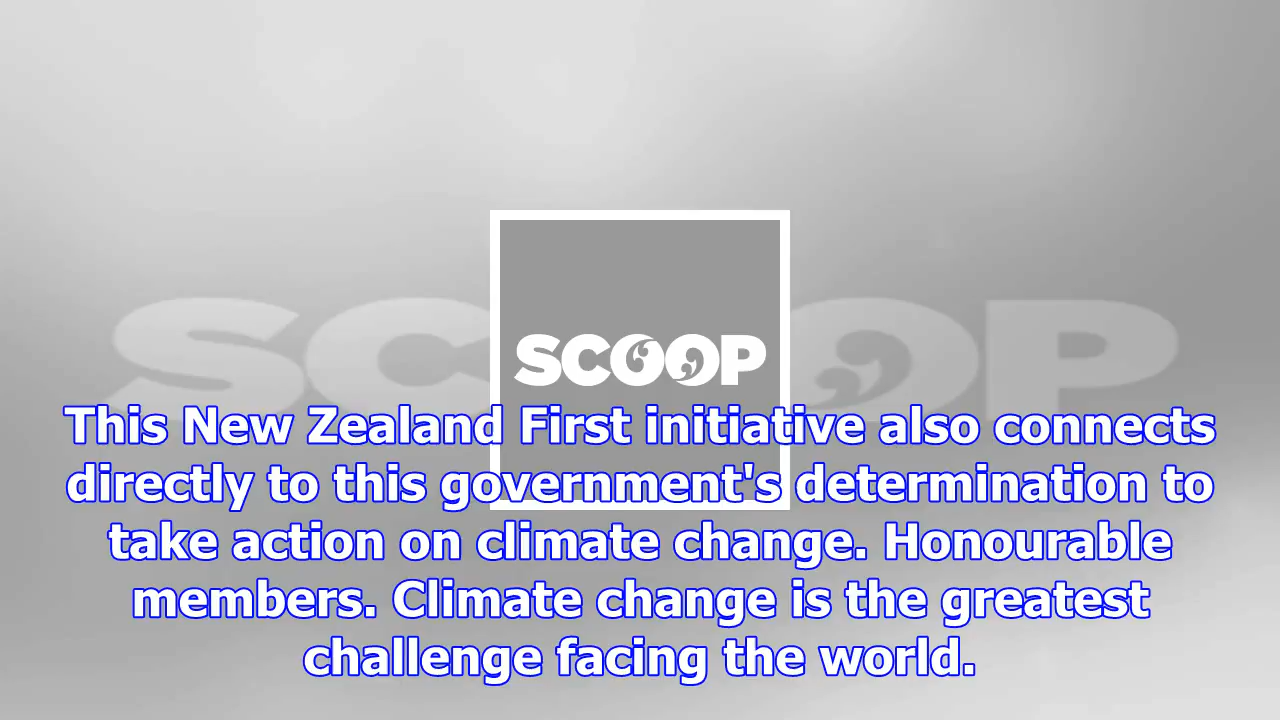 SCOOP
SCOOP
This New Zealand First initiative also connects
directly to this government's determination to
take action on climate change. Honourable
members. Climate change is the greatest
challenge facing the world.